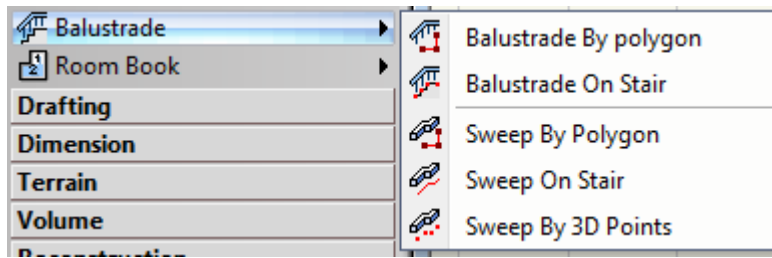 Balustrade
Room Book
Drafting
Dimension
Terrain
Volume
Reconstruction
Balustrade By polygon
Balustrade On Stair
Sweep By Polygon
Sweep On Stair
Sweep By 3D Points